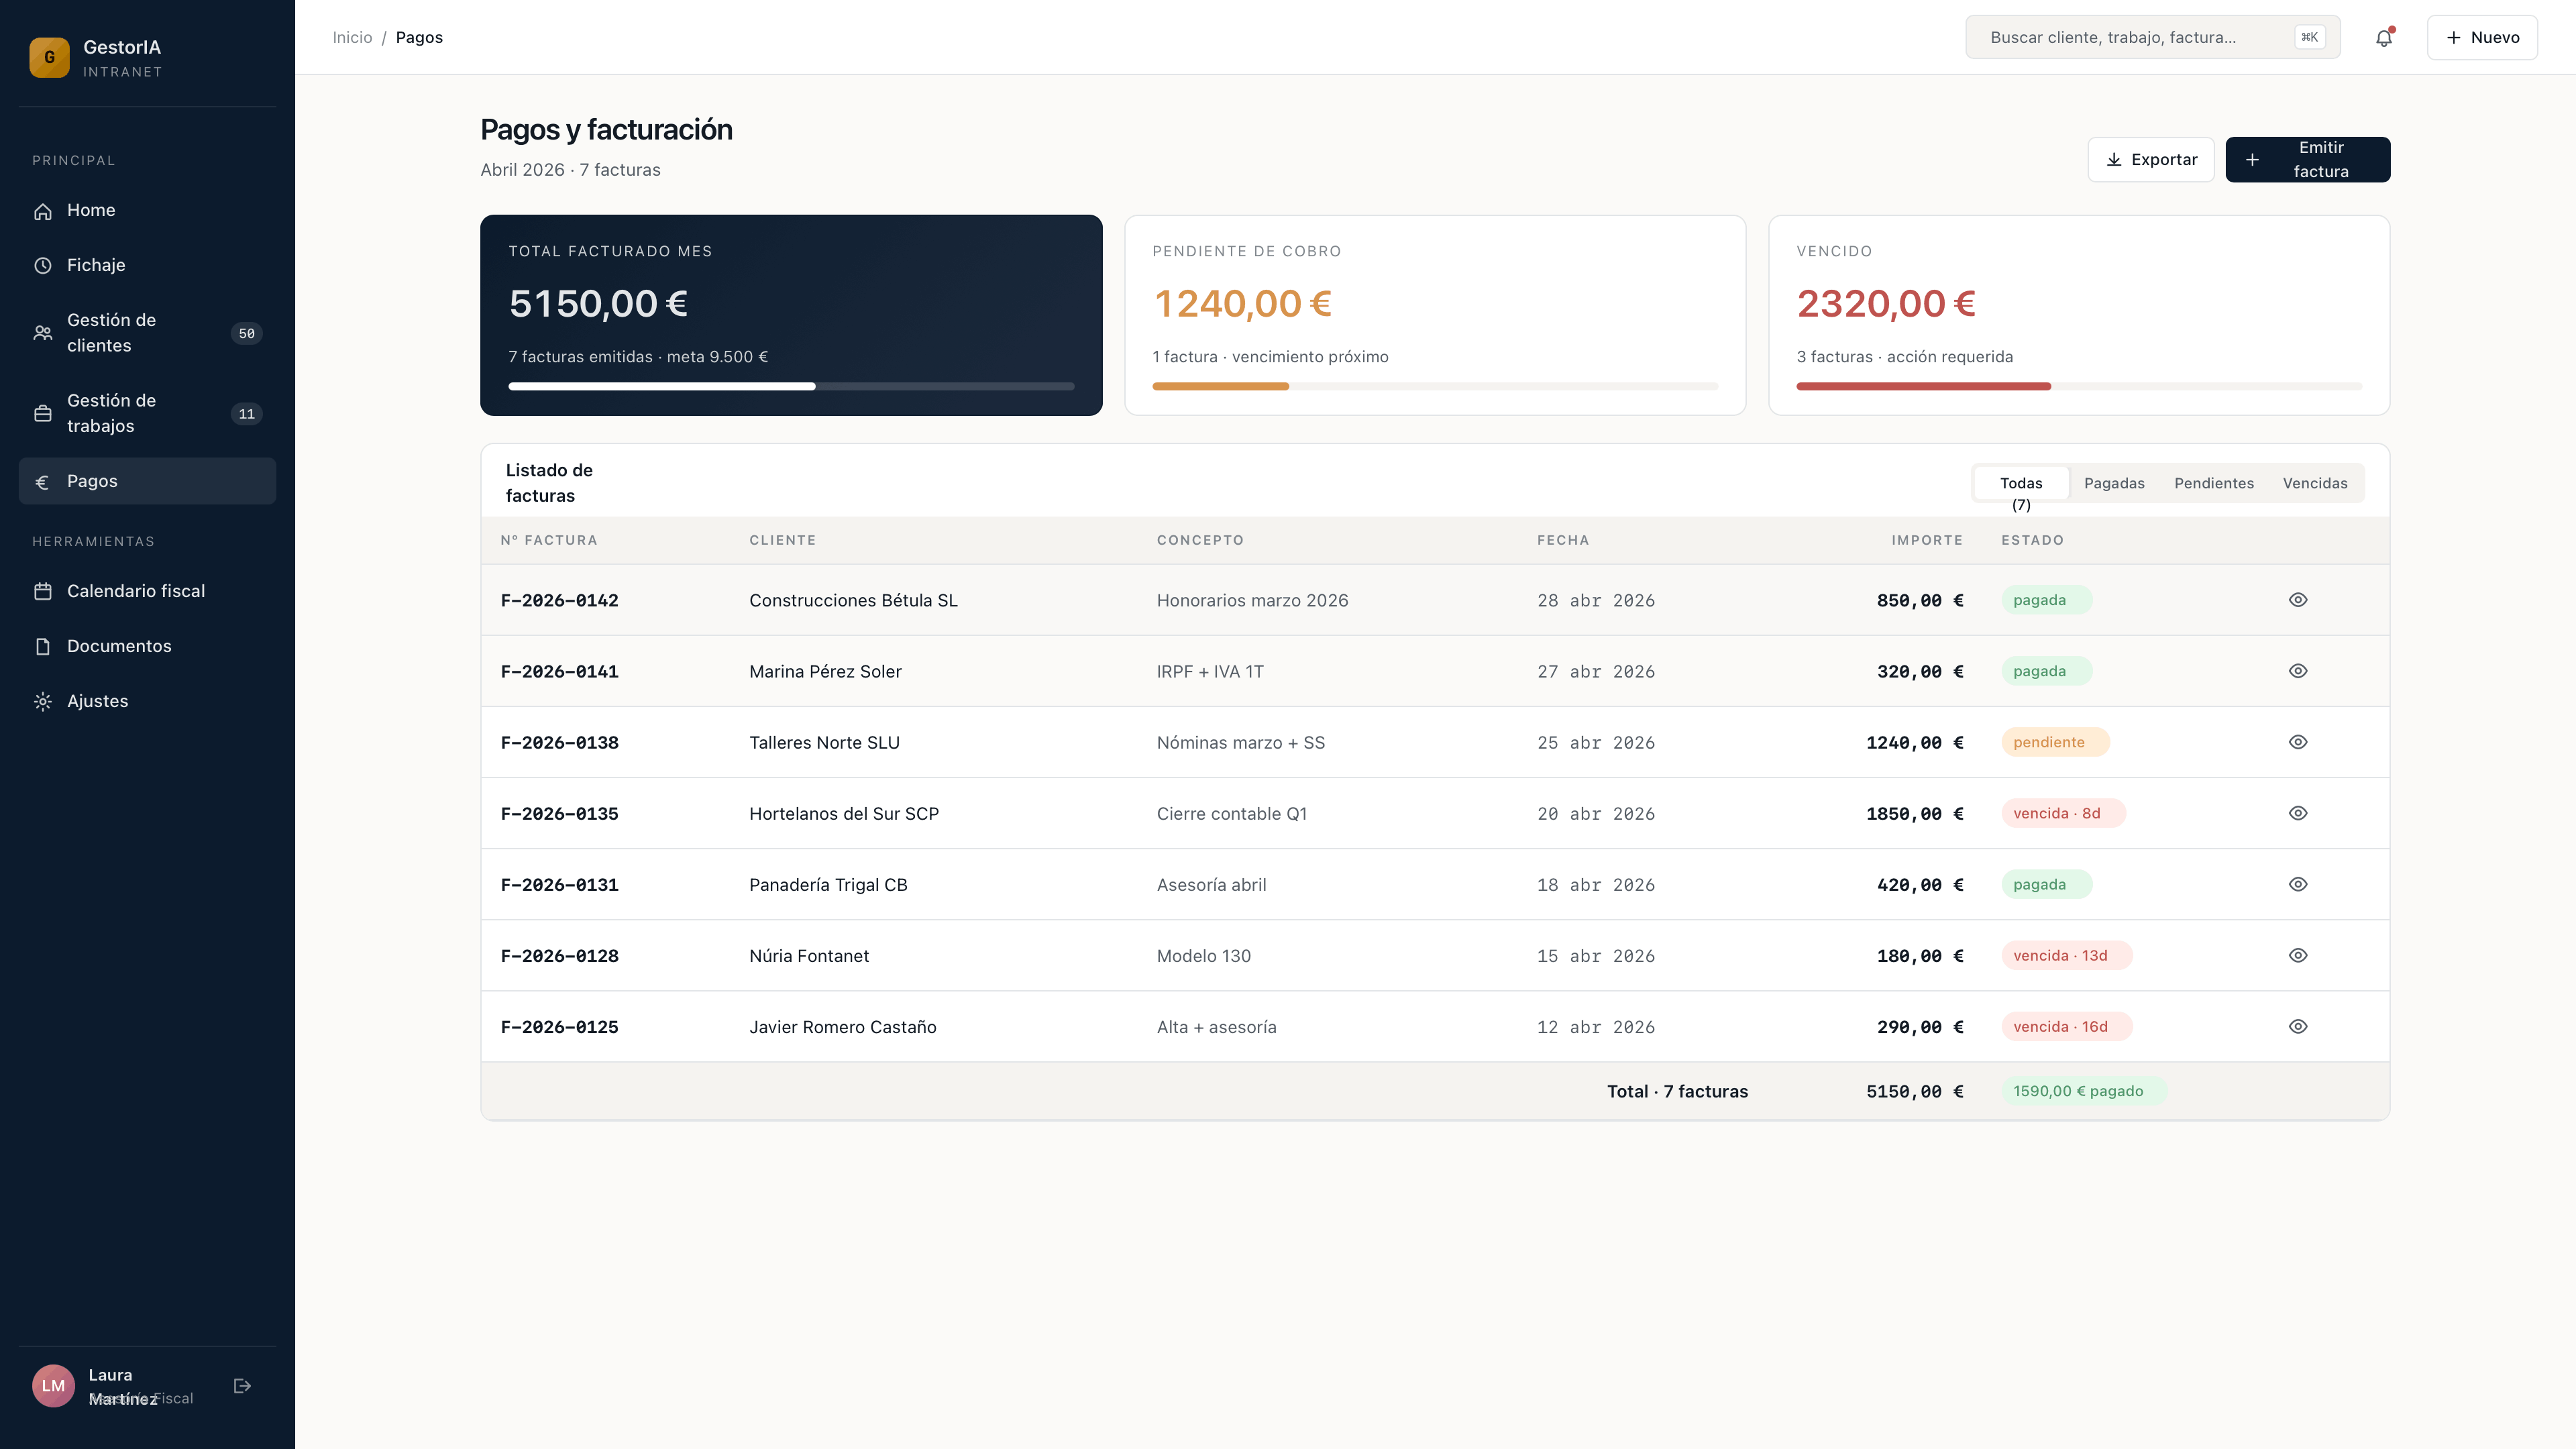 G
GestorIA
INTRANET
PRINCIPAL
Home
Fichaje
Gestión de
clientes
50
Gestión de
trabajos
11
Pagos
HERRAMIENTAS
Calendario fiscal
Documentos
Ajustes
LM
Laura
Martínez
Fiscal
Inicio / Pagos
Buscar cliente, trabajo, factura... ⌘K
Nuevo
Pagos y facturación
Abril 2026 · 7 facturas
Exportar
Emitir
factura
TOTAL FACTURADO MES
5150,00 €
7 facturas emitidas · meta 9.500 €
PENDIENTE DE COBRO
1240,00 €
1 factura · vencimiento próximo
VENCIDO
2320,00 €
3 facturas · acción requerida
Listado de
facturas
Todas
(7)
Pagadas
Pendientes
Vencidas
Nº FACTURA CLIENTE CONCEPTO FECHA IMPORTE ESTADO
F-2026-0142 Construcciones Bétula SL Honorarios marzo 2026 28 abr 2026 850,00 € pagada
F-2026-0141 Marina Pérez Soler IRPF + IVA 1T 27 abr 2026 320,00 € pagada
F-2026-0138 Talleres Norte SLU Nóminas marzo + SS 25 abr 2026 1240,00 € pendiente
F-2026-0135 Hortelanos del Sur SCP Cierre contable Q1 20 abr 2026 1850,00 € vencida · 8d
F-2026-0131 Panadería Trigal CB Asesoría abril 18 abr 2026 420,00 € pagada
F-2026-0128 Núria Fontanet Modelo 130 15 abr 2026 180,00 € vencida · 13d
F-2026-0125 Javier Romero Castaño Alta + asesoría 12 abr 2026 290,00 € vencida · 16d
Total · 7 facturas 5150,00 € 1590,00 € pagado